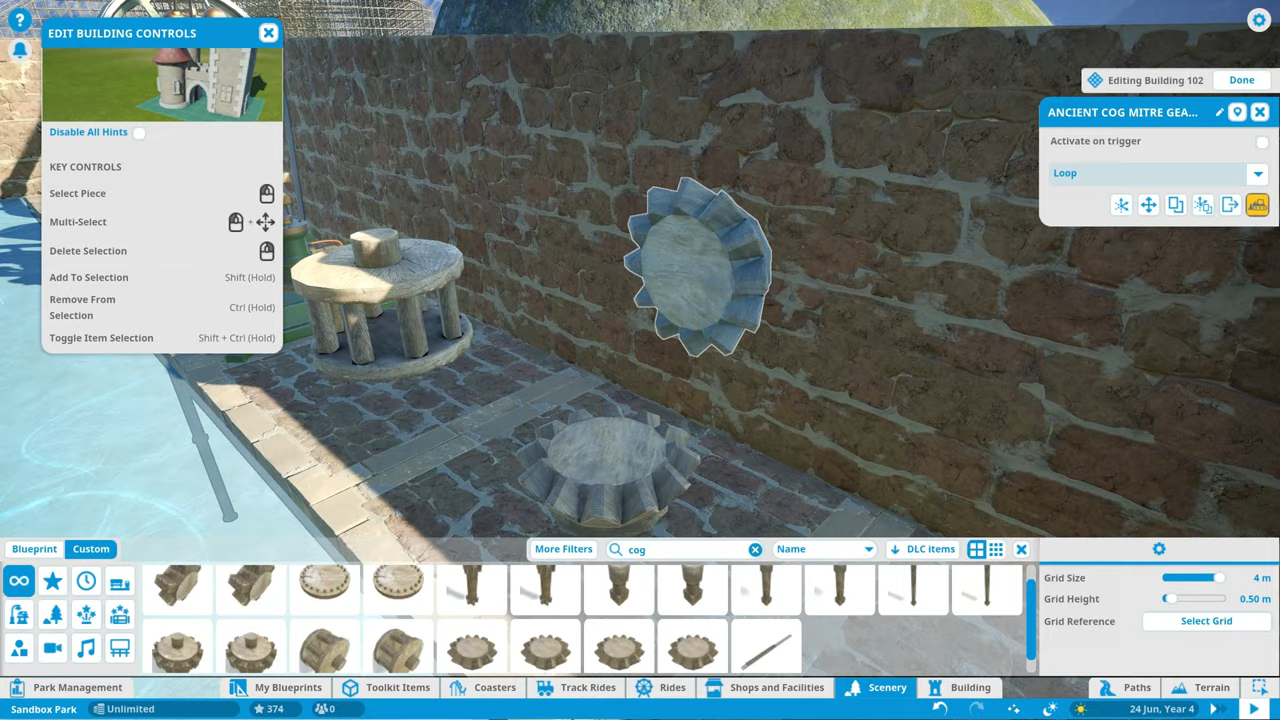 ?
EDIT BUILDING CONTROLS
Disable All Hints
KEY CONTROLS
Select Piece
Multi-Select
+
Delete Selection
Add To Selection Shift (Hold)
Remove From
Selection Ctrl (Hold)
Toggle Item Selection Shift + Ctrl (Hold)
Editing Building 102 Done
ANCIENT COG MITRE GEA...
Activate on trigger
Loop
Blueprint Custom More Filters cog Name DLC items
Grid Size 4 m
Grid Height 0.50 m
Grid Reference Select Grid
Park Management My Blueprints Toolkit Items Coasters Track Rides Rides Shops and Facilities Scenery Building Paths Terrain
Sandbox Park Unlimited 374 0 24 Jun, Year 4